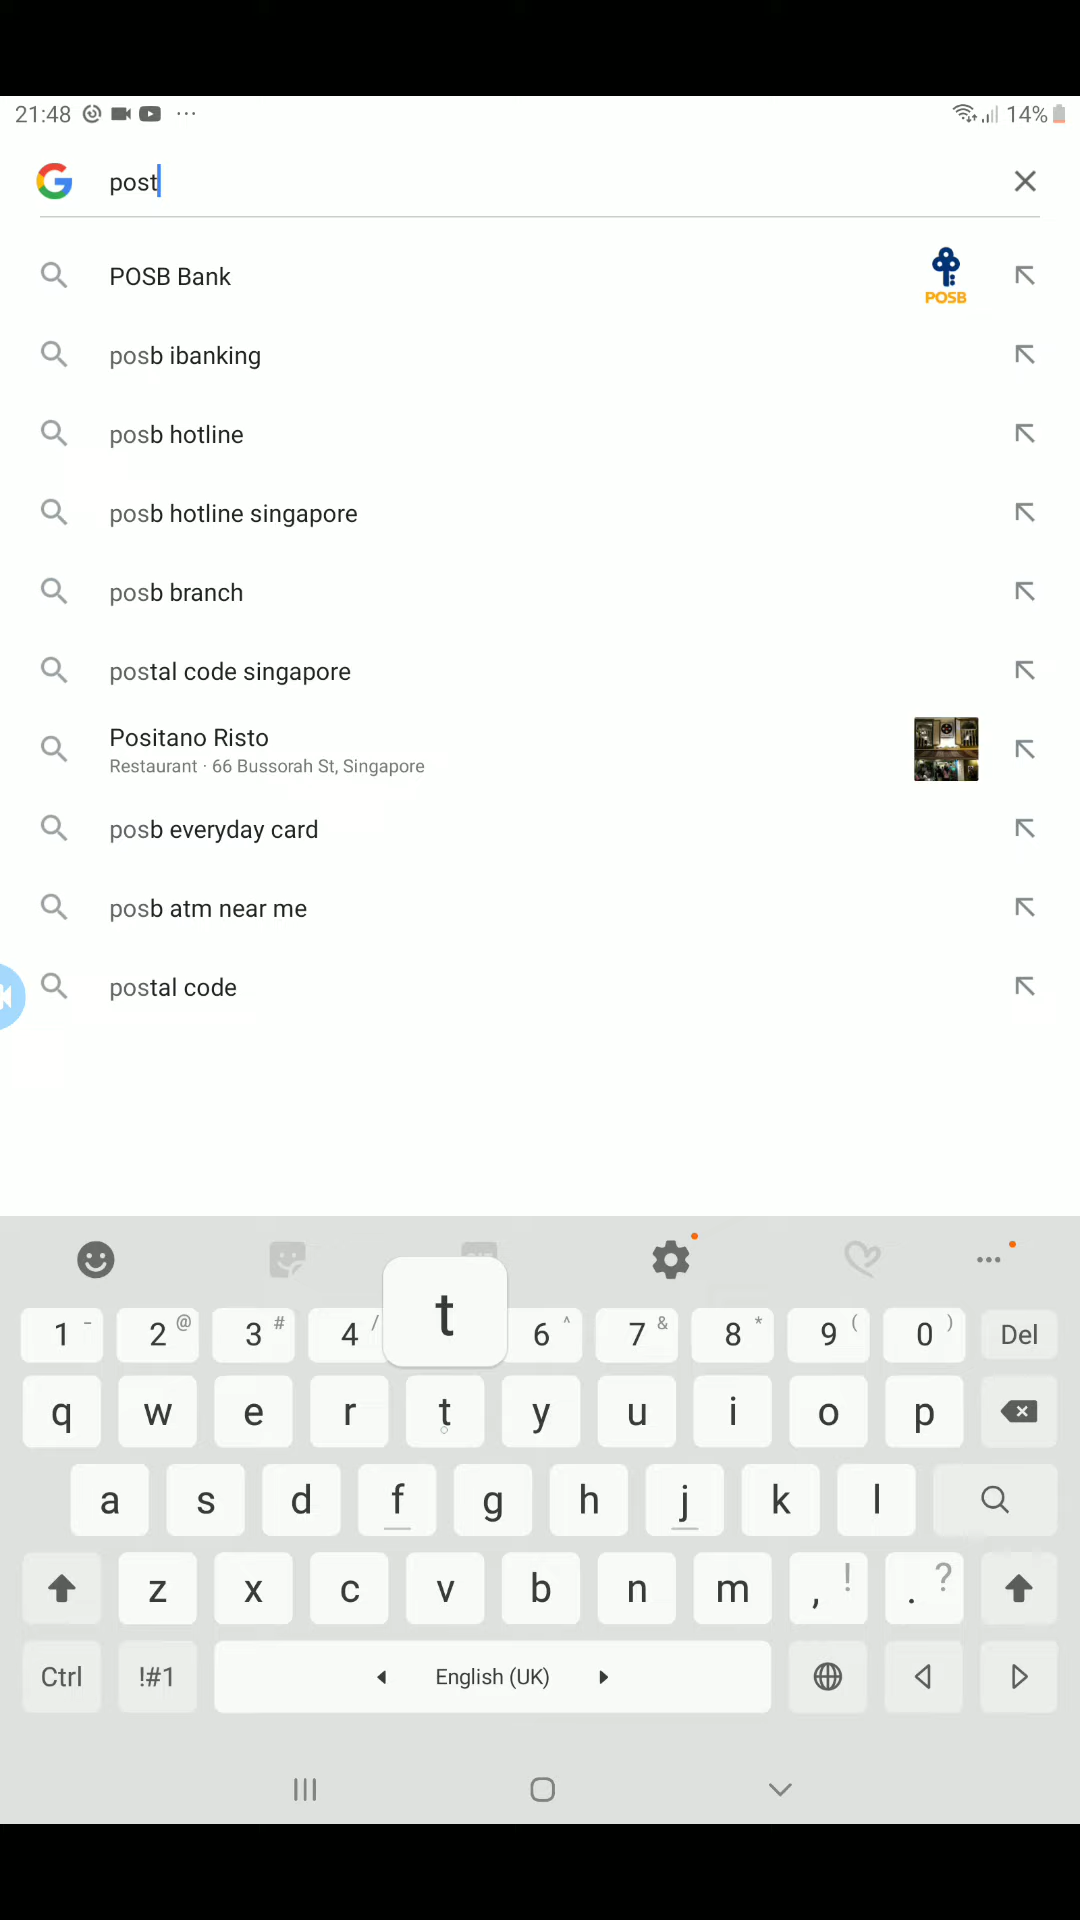 21:48 ... 14%
post
POSB Bank
POSB
posb ibanking
posb hotline
posb hotline singapore
posb branch
postal code singapore
Positano Risto
Restaurant · 66 Bussorah St, Singapore
posb everyday card
posb atm near me
postal code
t
1 - 2 @ 3 # 4 / 6 ^ 7 & 8 * 9 ( 0 ) Del
q w e r t y u i o p
a s d f g h j k l
z x c v b n m , ! . ?
Ctrl !#1 English (UK)